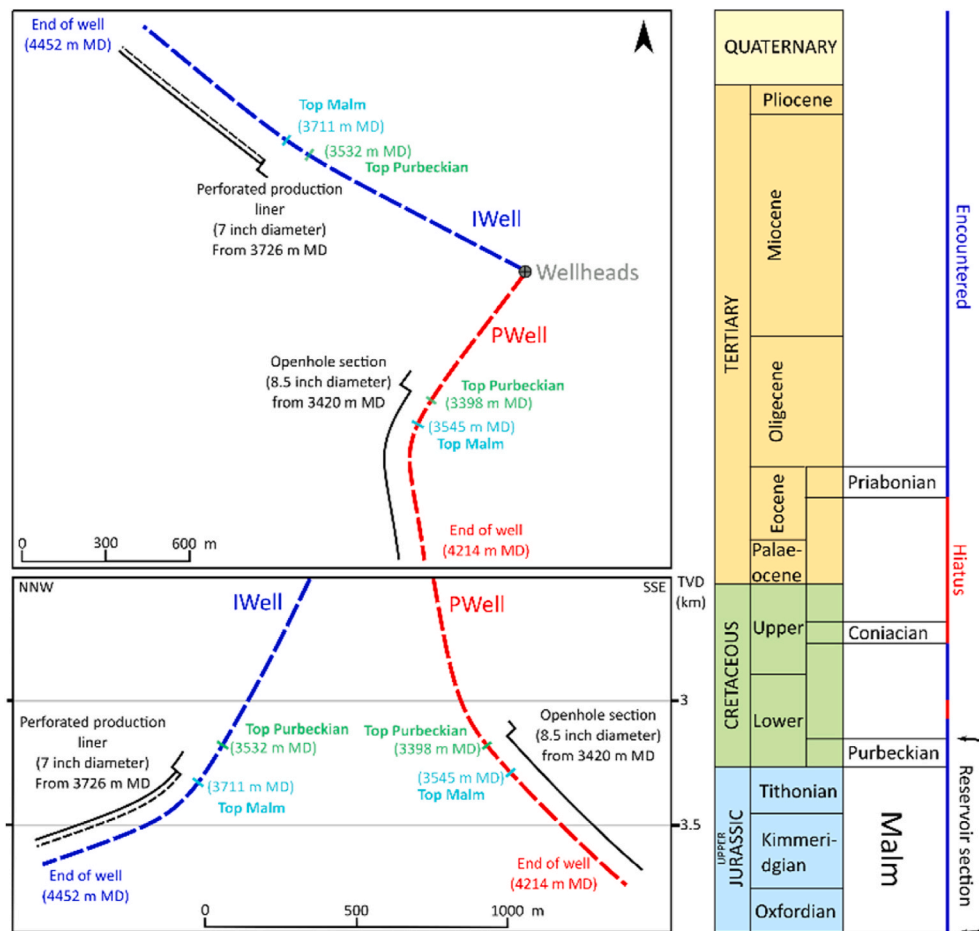 End of well
(4452 m MD)
Top Malm
(3711 m MD)
(3532 m MD)
Top Purbeckian
Perforated production
liner
(7 inch diameter)
From 3726 m MD
IWell
Wellheads
PWell
Openhole section
(8.5 inch diameter)
from 3420 m MD
Top Purbeckian
(3398 m MD)
(3545 m MD)
Top Malm
End of well
(4214 m MD)
0 300 600 m
NNW
SSE
TVD
(km)
IWell
PWell
3
3.5
Perforated production
liner
(7 inch diameter)
From 3726 m MD
Top Purbeckian
(3532 m MD)
(3711 m MD)
Top Malm
Top Purbeckian
(3398 m MD)
(3545 m MD)
Top Malm
Openhole section
(8.5 inch diameter)
from 3420 m MD
End of well
(4452 m MD)
End of well
(4214 m MD)
0 500 1000 m
QUATERNARY
TERTIARY
Pliocene
Miocene
Oligecene
Eocene
Priabonian
Palae-
ocene
CRETACEOUS
Upper
Coniacian
Lower
Purbeckian
UPPER
JURASSIC
Tithonian
Kimmeri-
dgian
Oxfordian
Malm
Encountered
Hiatus
Reservoir section